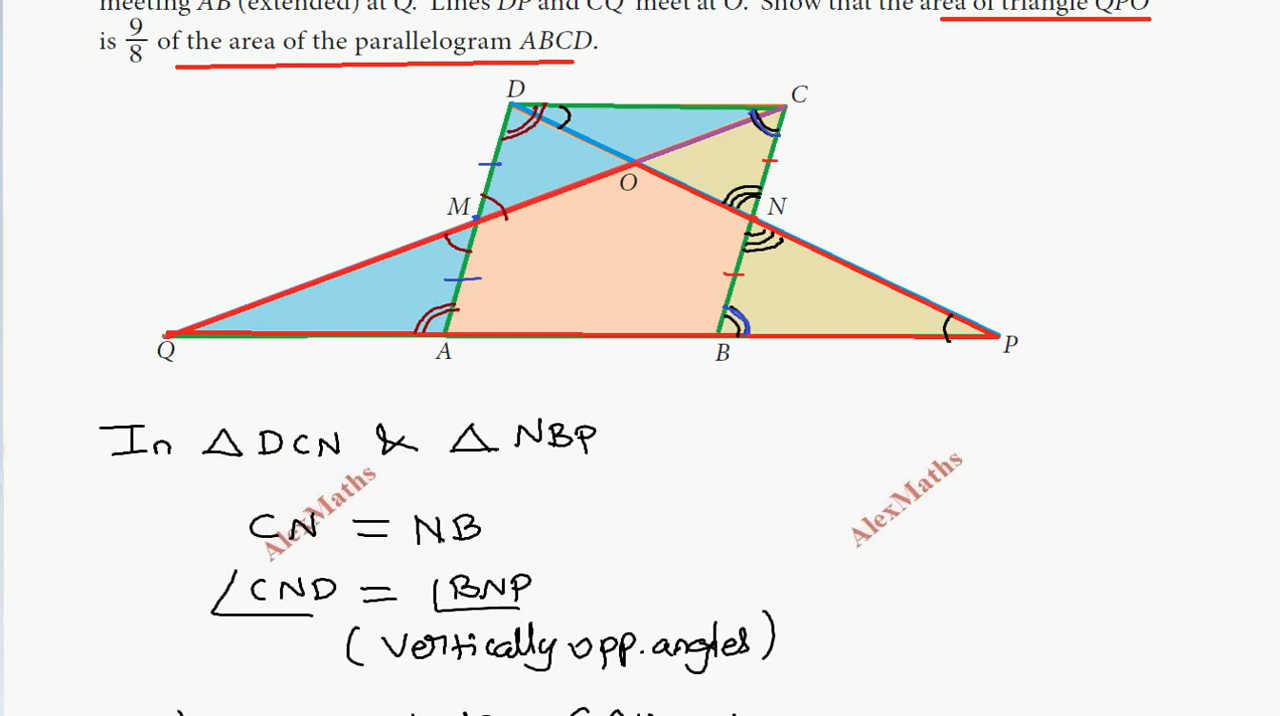 meeting AB (extended) at Q. Lines DP and CQ meet at O. Show that the area of triangle QPO
is 9/8 of the area of the parallelogram ABCD.
D C
O
M N
Q A B P
In △ DCN & △ NBP
AlexMaths AlexMaths
CN = NB
∠CND = ∠BNP
(vertically opp. angles)